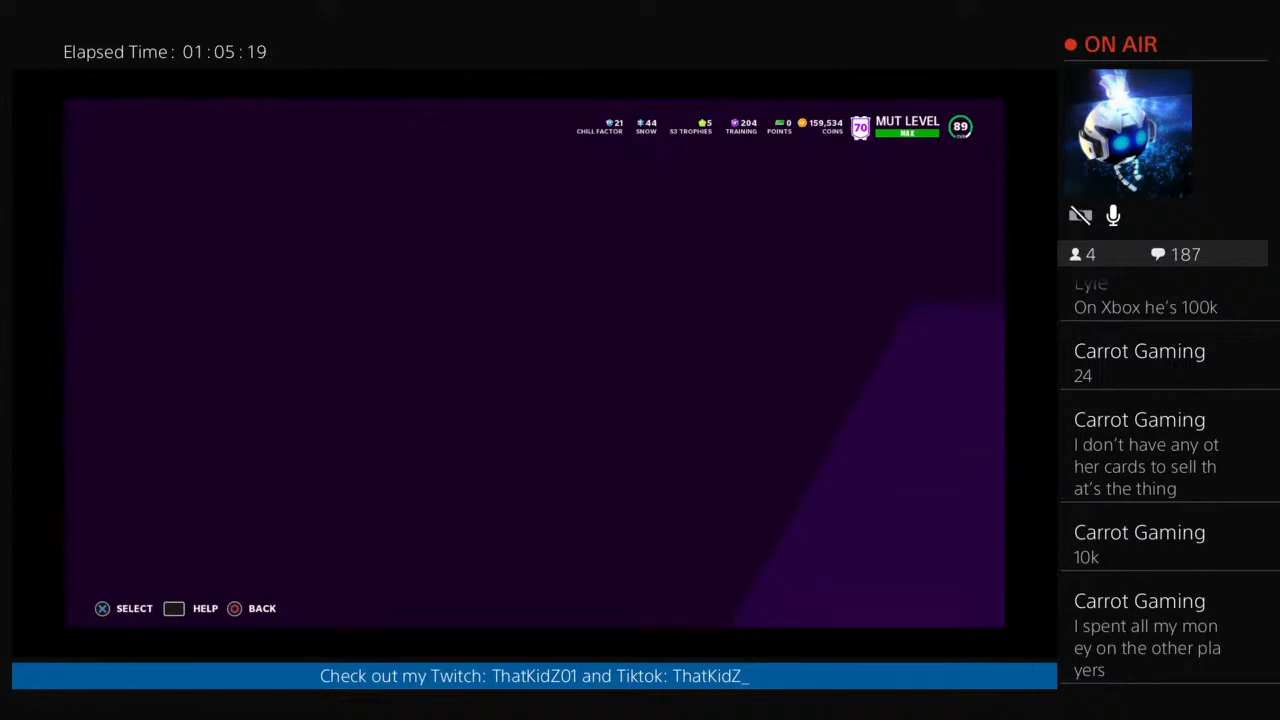 Elapsed Time: 01:05:19
ON AIR
21 44 5 204 0 159,534 70 MUT LEVEL 89
CHILL FACTOR SNOW S3 TROPHIES TRAINING POINTS COINS MAX OVR
4 187
Lyle
On Xbox he's 100k
Carrot Gaming
24
Carrot Gaming
I don't have any ot
her cards to sell th
at's the thing
Carrot Gaming
10k
Carrot Gaming
I spent all my mon
ey on the other pla
yers
SELECT HELP BACK
Check out my Twitch: ThatKidZ01 and Tiktok: ThatKidZ_